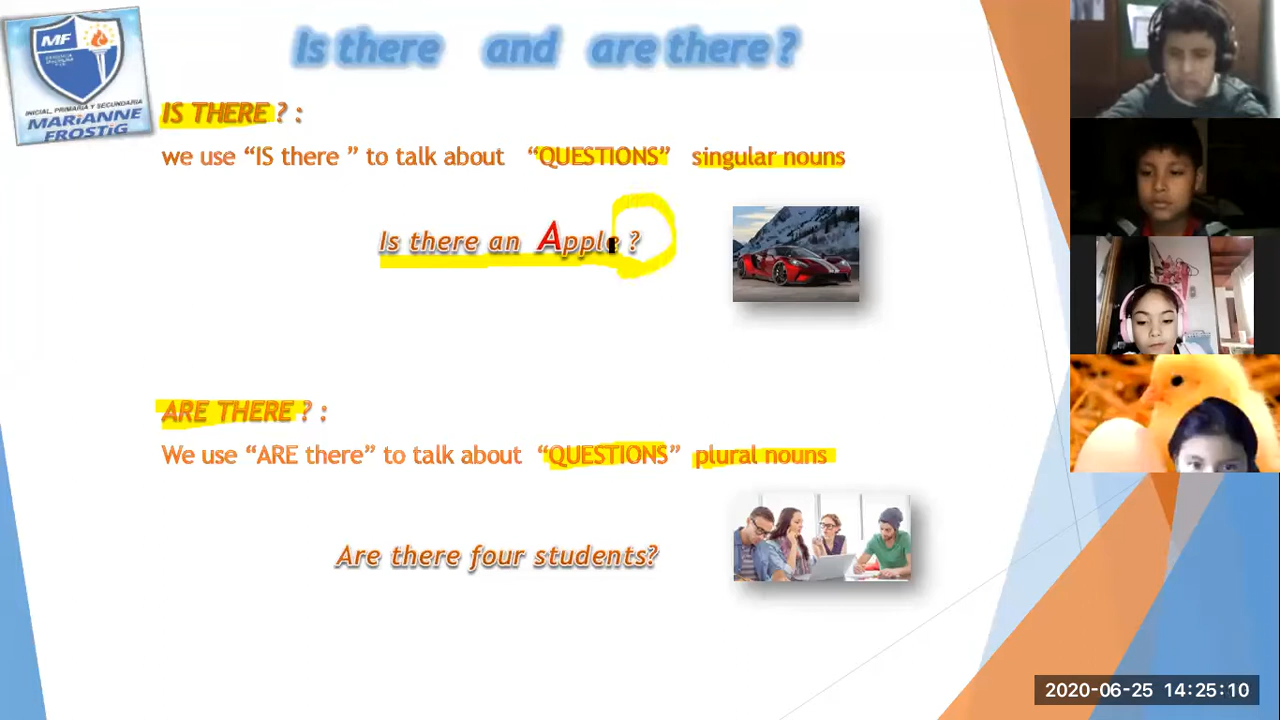 Is there and are there ?
MF
INICIAL, PRIMARIA Y SECUNDARIA
MARIANNE
FROSTIG
IS THERE ? :
we use “IS there ” to talk about “QUESTIONS” singular nouns
Is there an Apple ?
ARE THERE ? :
We use “ARE there” to talk about “QUESTIONS” plural nouns
Are there four students?
2020-06-25 14:25:10